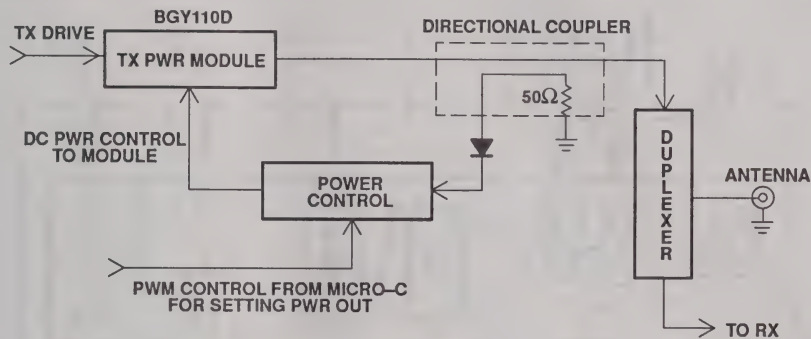 BGY110D
DIRECTIONAL COUPLER
TX DRIVE
TX PWR MODULE
50Ω
DC PWR CONTROL
TO MODULE
POWER
CONTROL
DUPLEXER
ANTENNA
PWM CONTROL FROM MICRO–C
FOR SETTING PWR OUT
TO RX